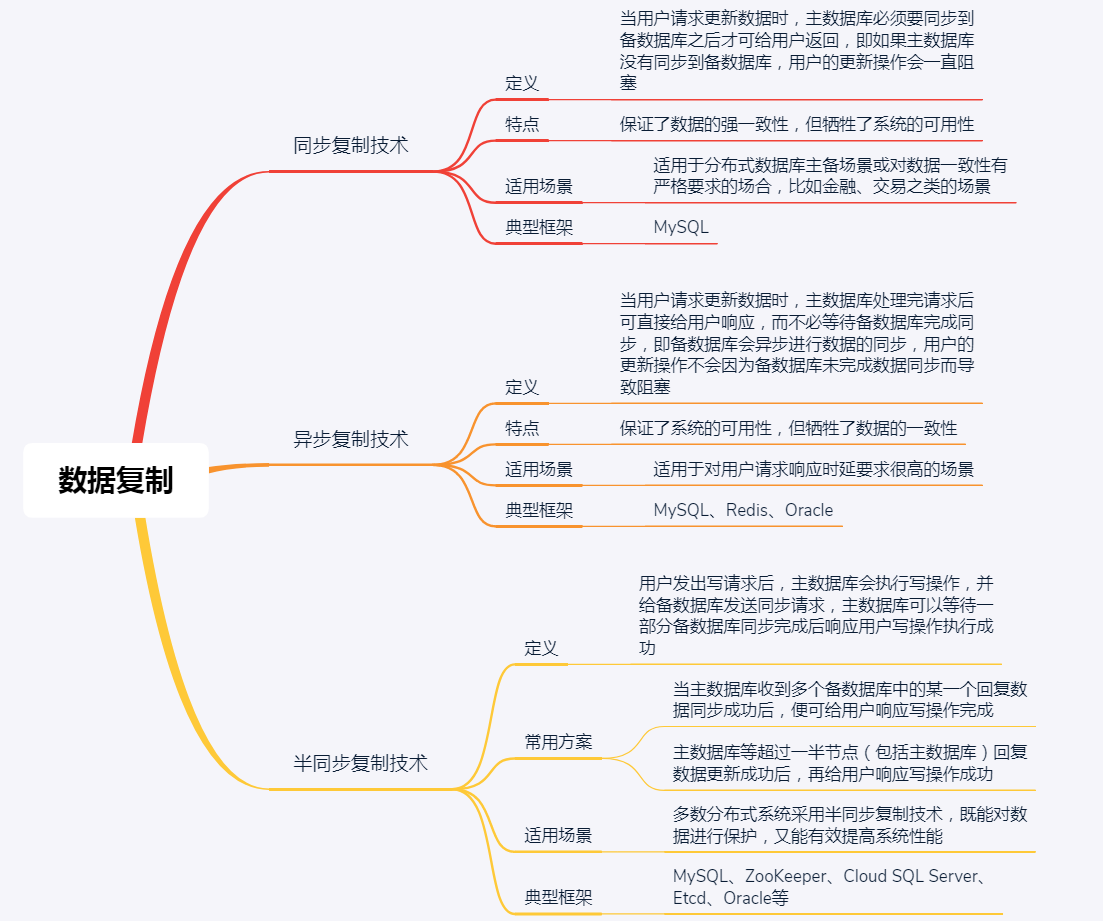 数据复制
同步复制技术
定义
当用户请求更新数据时，主数据库必须要同步到
备数据库之后才可给用户返回，即如果主数据库
没有同步到备数据库，用户的更新操作会一直阻
塞
特点
保证了数据的强一致性，但牺牲了系统的可用性
适用场景
适用于分布式数据库主备场景或对数据一致性有
严格要求的场合，比如金融、交易之类的场景
典型框架
MySQL
异步复制技术
定义
当用户请求更新数据时，主数据库处理完请求后
可直接给用户响应，而不必等待备数据库完成同
步，即备数据库会异步进行数据的同步，用户的
更新操作不会因为备数据库未完成数据同步而导
致阻塞
特点
保证了系统的可用性，但牺牲了数据的一致性
适用场景
适用于对用户请求响应时延要求很高的场景
典型框架
MySQL、Redis、Oracle
半同步复制技术
定义
用户发出写请求后，主数据库会执行写操作，并
给备数据库发送同步请求，主数据库可以等待一
部分备数据库同步完成后响应用户写操作执行成
功
常用方案
当主数据库收到多个备数据库中的某一个回复数
据同步成功后，便可给用户响应写操作完成
主数据库等超过一半节点（包括主数据库）回复
数据更新成功后，再给用户响应写操作成功
适用场景
多数分布式系统采用半同步复制技术，既能对数
据进行保护，又能有效提高系统性能
典型框架
MySQL、ZooKeeper、Cloud SQL Server、
Etcd、Oracle等